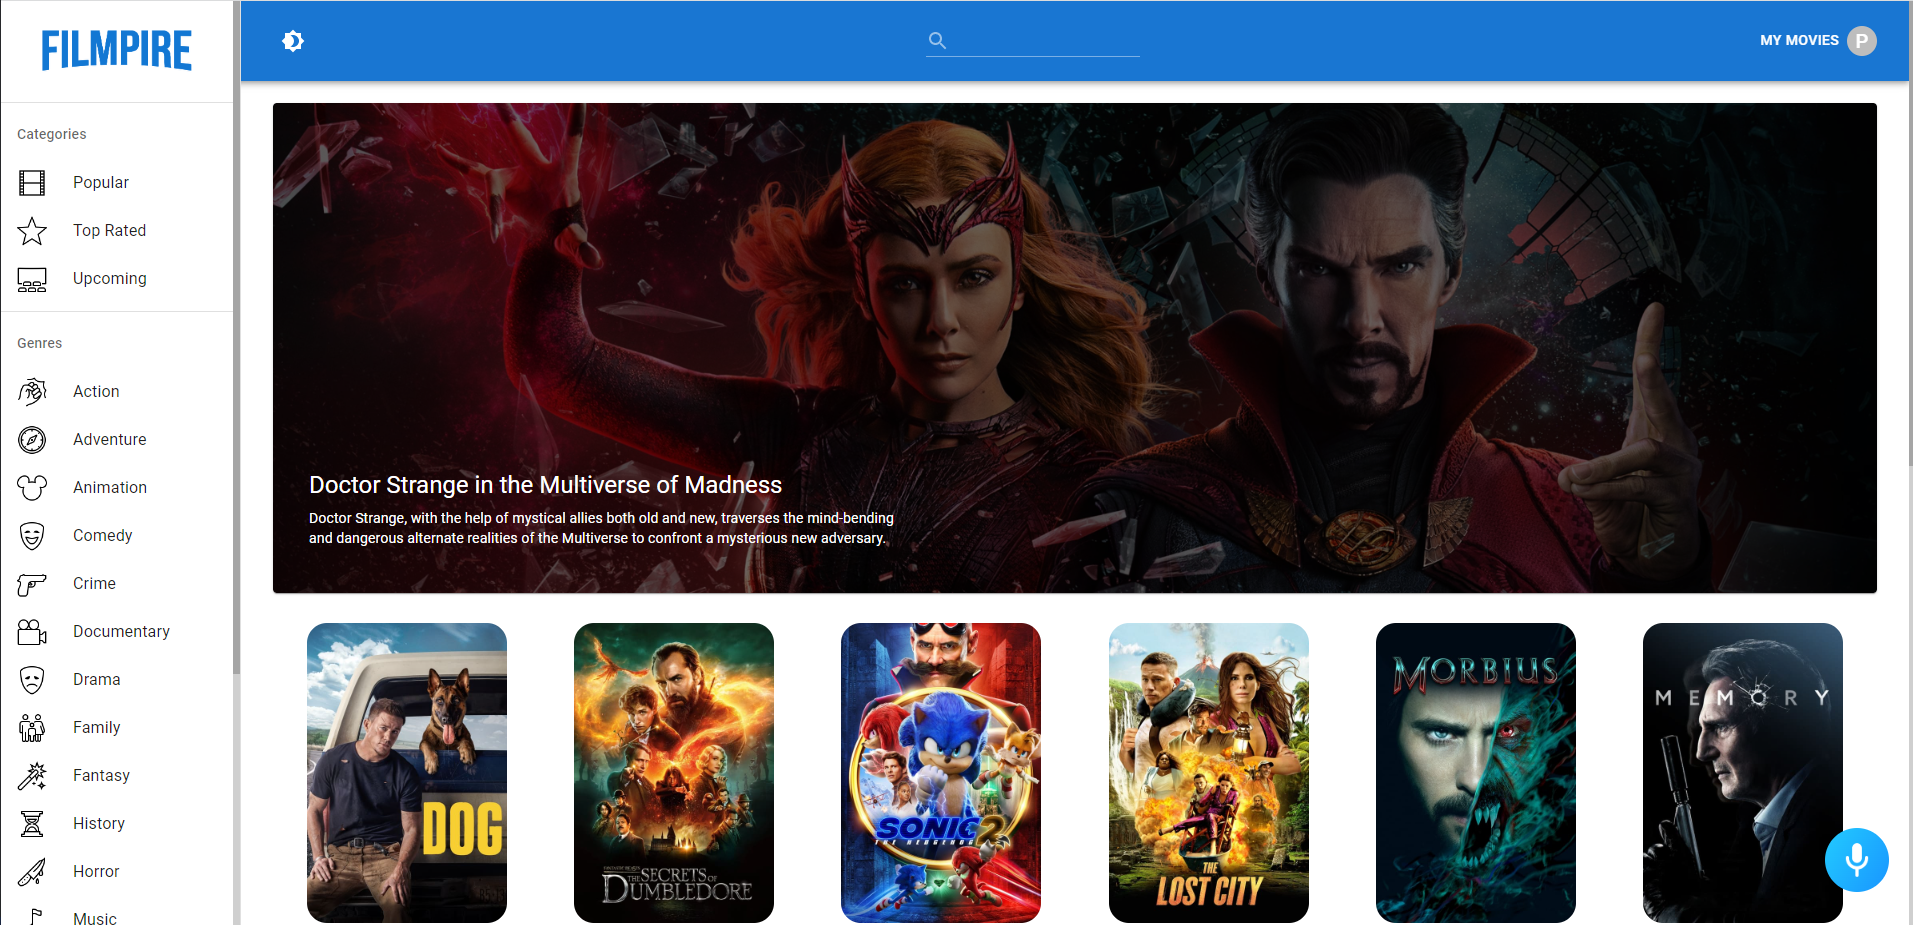 FILMPIRE
MY MOVIES P
Categories
Popular
Top Rated
Upcoming
Genres
Action
Adventure
Animation
Comedy
Crime
Documentary
Drama
Family
Fantasy
History
Horror
Music
Doctor Strange in the Multiverse of Madness
Doctor Strange, with the help of mystical allies both old and new, traverses the mind-bending
and dangerous alternate realities of the Multiverse to confront a mysterious new adversary.
DOG
THE SECRETS OF
DUMBLEDORE
SONIC 2
THE HEDGEHOG
THE
LOST CITY
MORBIUS
MEMORY